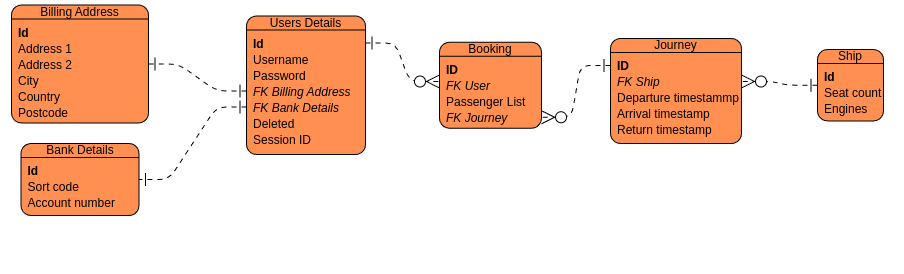 Billing Address
Id
Address 1
Address 2
City
Country
Postcode
Bank Details
Id
Sort code
Account number
Users Details
Id
Username
Password
FK Billing Address
FK Bank Details
Deleted
Session ID
Booking
ID
FK User
Passenger List
FK Journey
Journey
ID
FK Ship
Departure timestammp
Arrival timestamp
Return timestamp
Ship
Id
Seat count
Engines